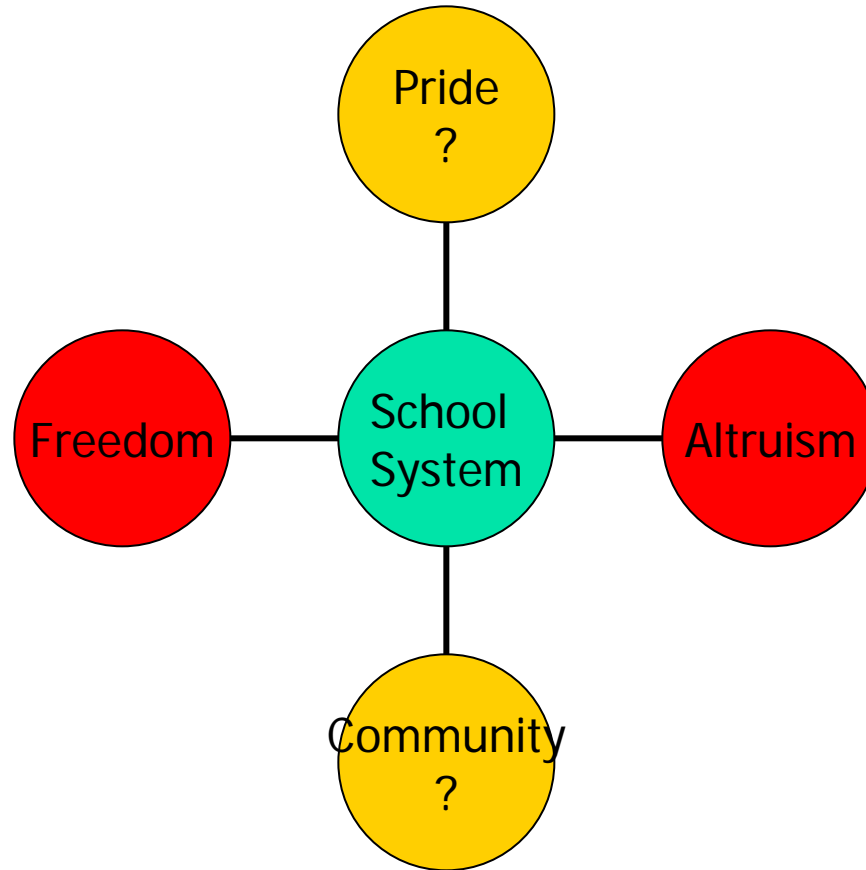 Pride
?
Freedom
School
System
Altruism
Community
?